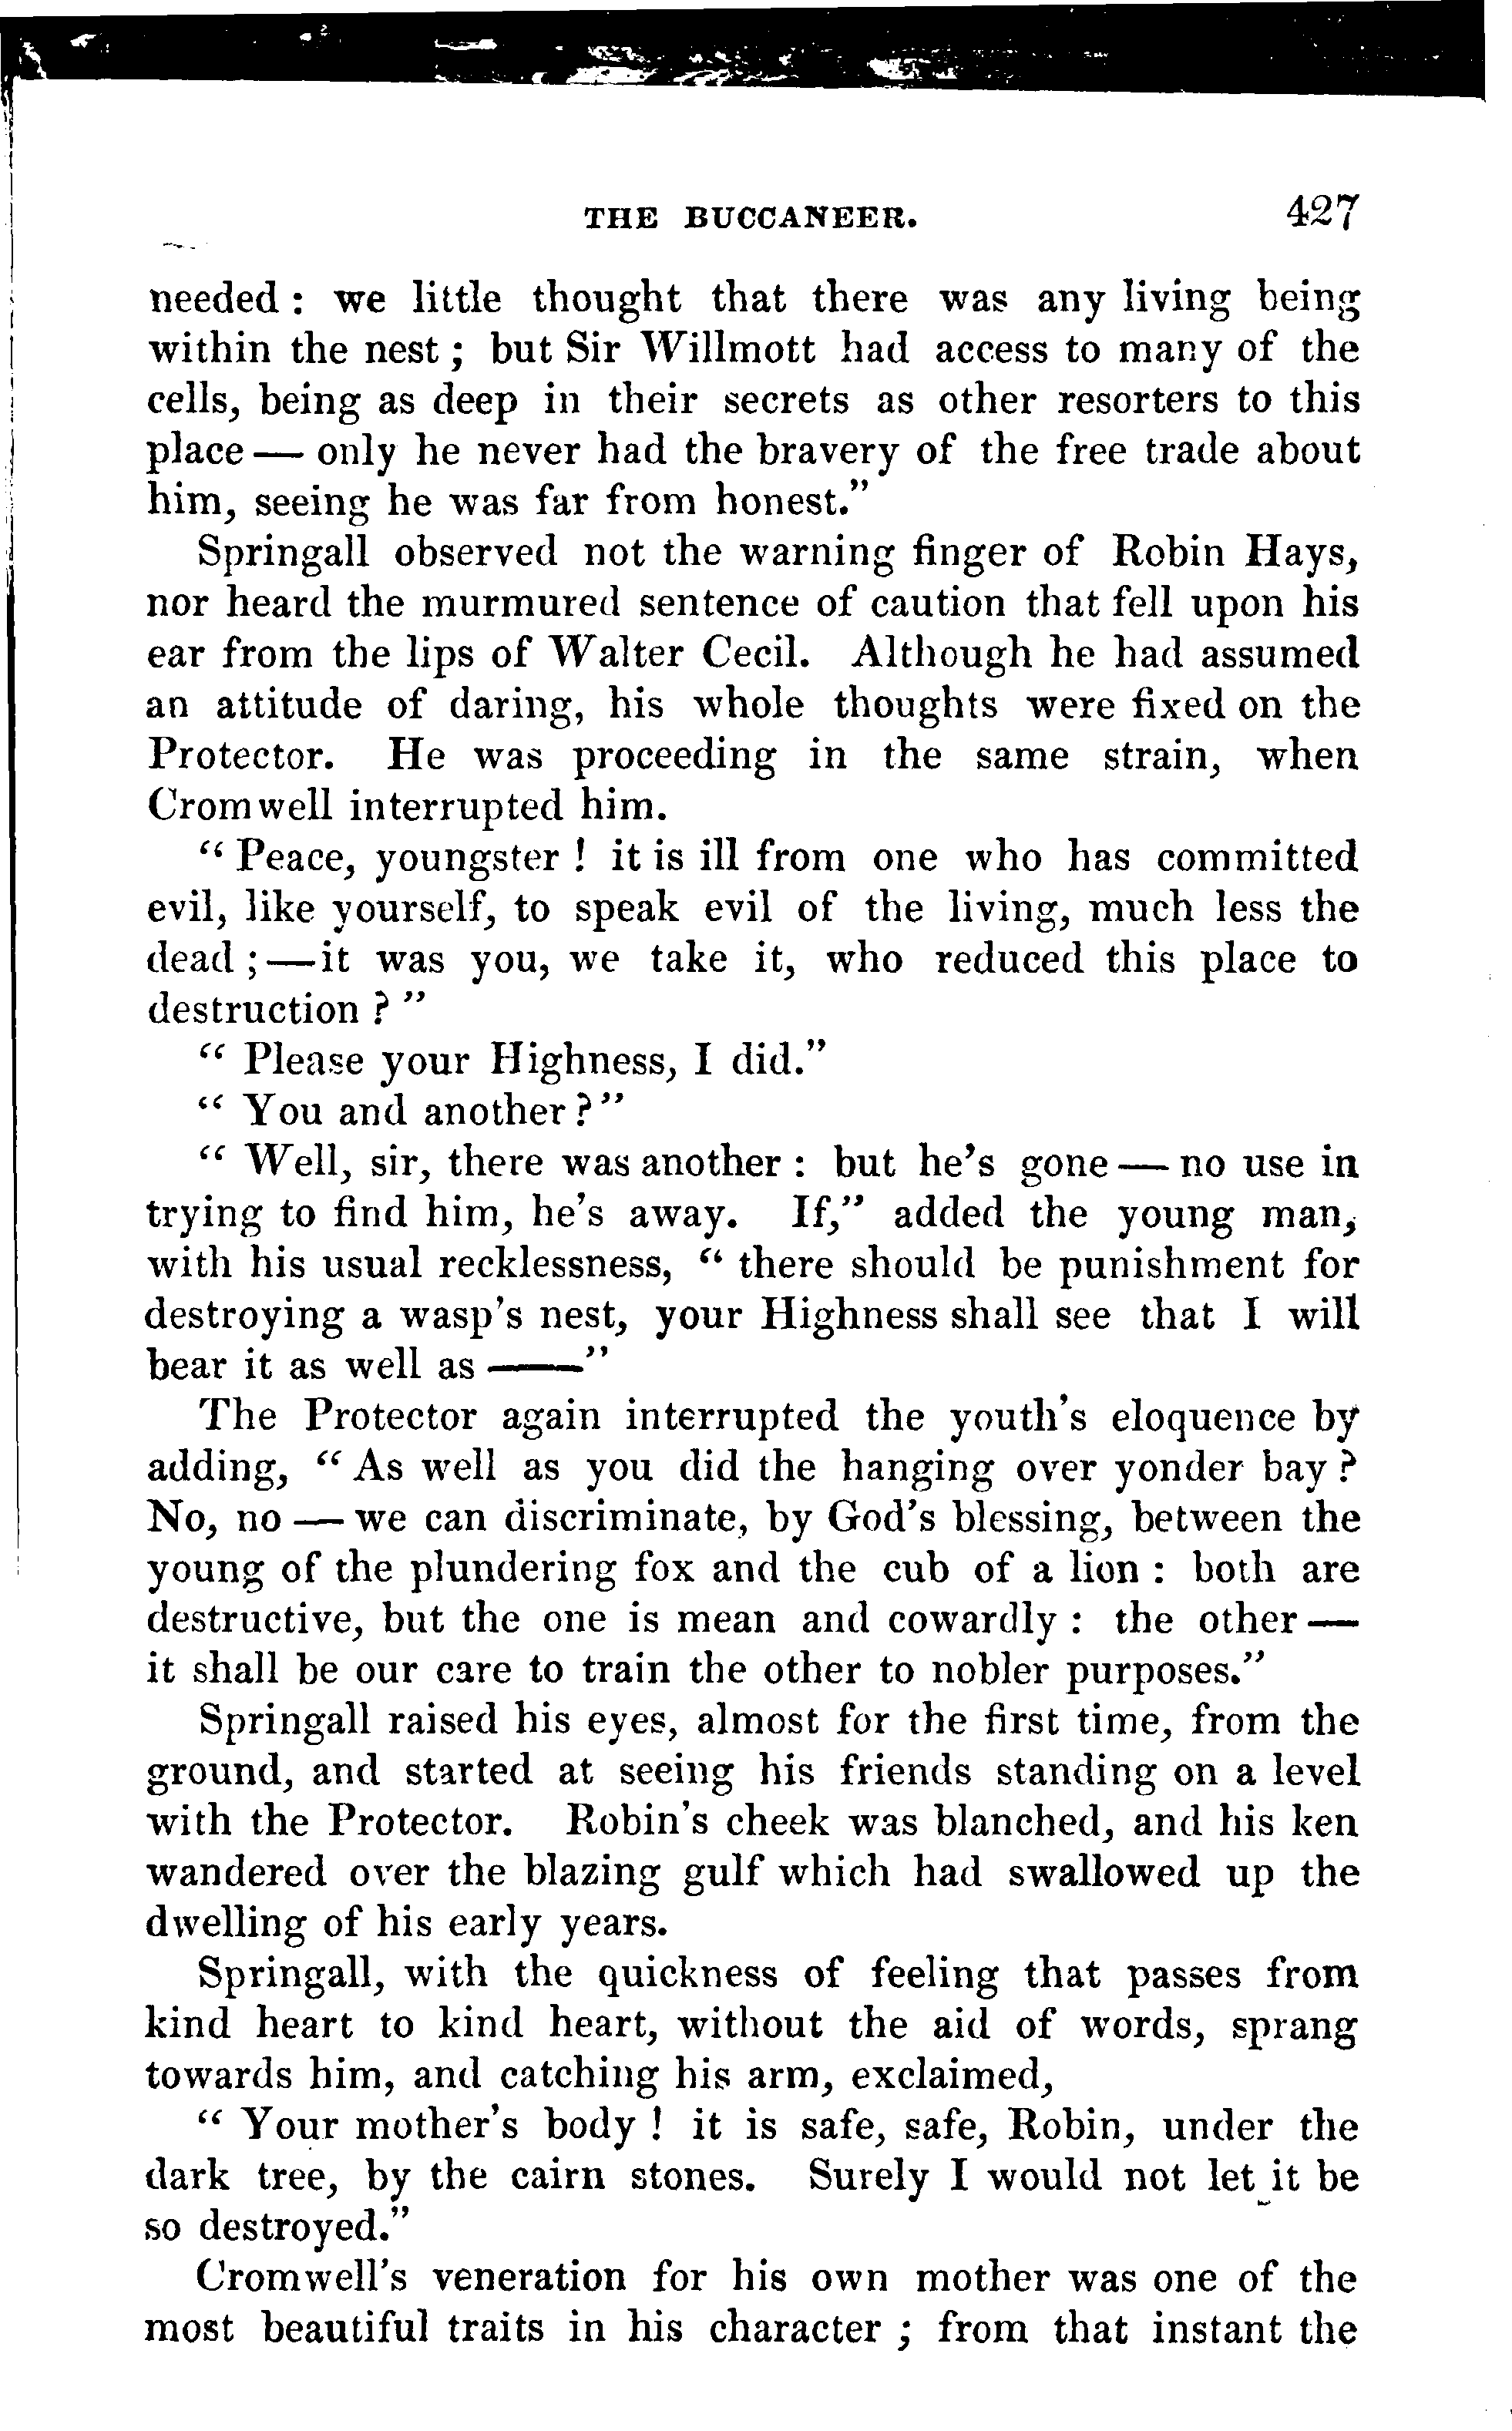 THE BUCCANEER. 427
needed : we little thought that there was any living being
within the nest ; but Sir Willmott had access to many of the
cells, being as deep in their secrets as other resorters to this
place — only he never had the bravery of the free trade about
him, seeing he was far from honest.”
Springall observed not the warning finger of Robin Hays,
nor heard the murmured sentence of caution that fell upon his
ear from the lips of Walter Cecil. Although he had assumed
an attitude of daring, his whole thoughts were fixed on the
Protector. He was proceeding in the same strain, when
Cromwell interrupted him.
“ Peace, youngster ! it is ill from one who has committed
evil, like yourself, to speak evil of the living, much less the
dead ; — it was you, we take it, who reduced this place to
destruction ? ”
“ Please your Highness, I did.”
“ You and another ? ”
“ Well, sir, there was another : but he’s gone — no use in
trying to find him, he’s away. If,” added the young man,
with his usual recklessness, “ there should be punishment for
destroying a wasp’s nest, your Highness shall see that I will
bear it as well as ——”
The Protector again interrupted the youth’s eloquence by
adding, “ As well as you did the hanging over yonder bay ?
No, no — we can discriminate, by God’s blessing, between the
young of the plundering fox and the cub of a lion : both are
destructive, but the one is mean and cowardly : the other —
it shall be our care to train the other to nobler purposes.”
Springall raised his eyes, almost for the first time, from the
ground, and started at seeing his friends standing on a level
with the Protector. Robin’s cheek was blanched, and his ken
wandered over the blazing gulf which had swallowed up the
dwelling of his early years.
Springall, with the quickness of feeling that passes from
kind heart to kind heart, without the aid of words, sprang
towards him, and catching his arm, exclaimed,
“ Your mother’s body ! it is safe, safe, Robin, under the
dark tree, by the cairn stones. Surely I would not let it be
so destroyed.”
Cromwell’s veneration for his own mother was one of the
most beautiful traits in his character ; from that instant the